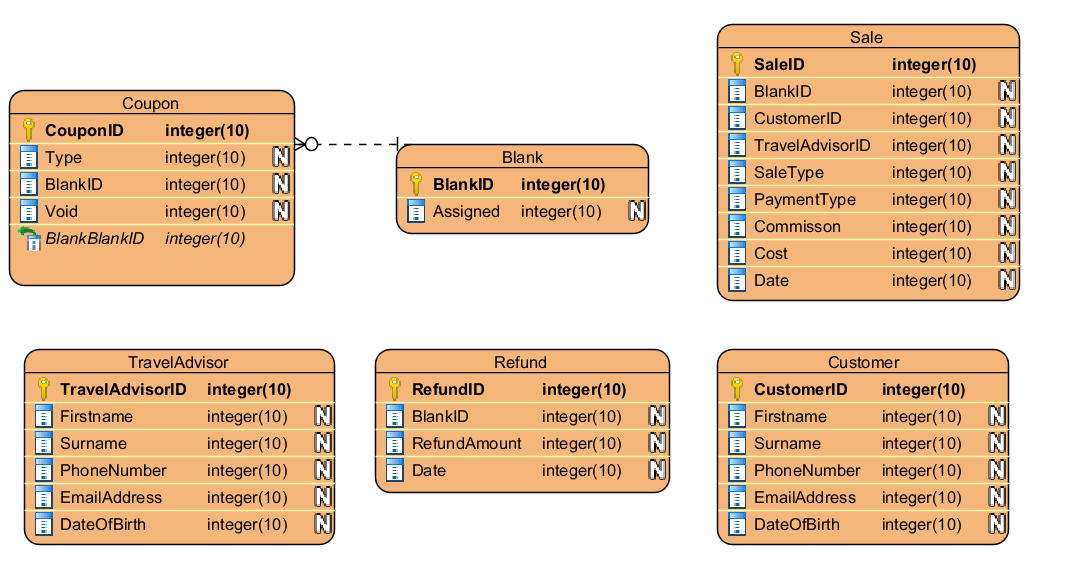 Coupon
CouponID integer(10)
Type integer(10) N
BlankID integer(10) N
Void integer(10) N
BlankBlankID integer(10)
Blank
BlankID integer(10)
Assigned integer(10) N
Sale
SaleID integer(10)
BlankID integer(10) N
CustomerID integer(10) N
TravelAdvisorID integer(10) N
SaleType integer(10) N
PaymentType integer(10) N
Commisson integer(10) N
Cost integer(10) N
Date integer(10) N
TravelAdvisor
TravelAdvisorID integer(10)
Firstname integer(10) N
Surname integer(10) N
PhoneNumber integer(10) N
EmailAddress integer(10) N
DateOfBirth integer(10) N
Refund
RefundID integer(10)
BlankID integer(10) N
RefundAmount integer(10) N
Date integer(10) N
Customer
CustomerID integer(10)
Firstname integer(10) N
Surname integer(10) N
PhoneNumber integer(10) N
EmailAddress integer(10) N
DateOfBirth integer(10) N